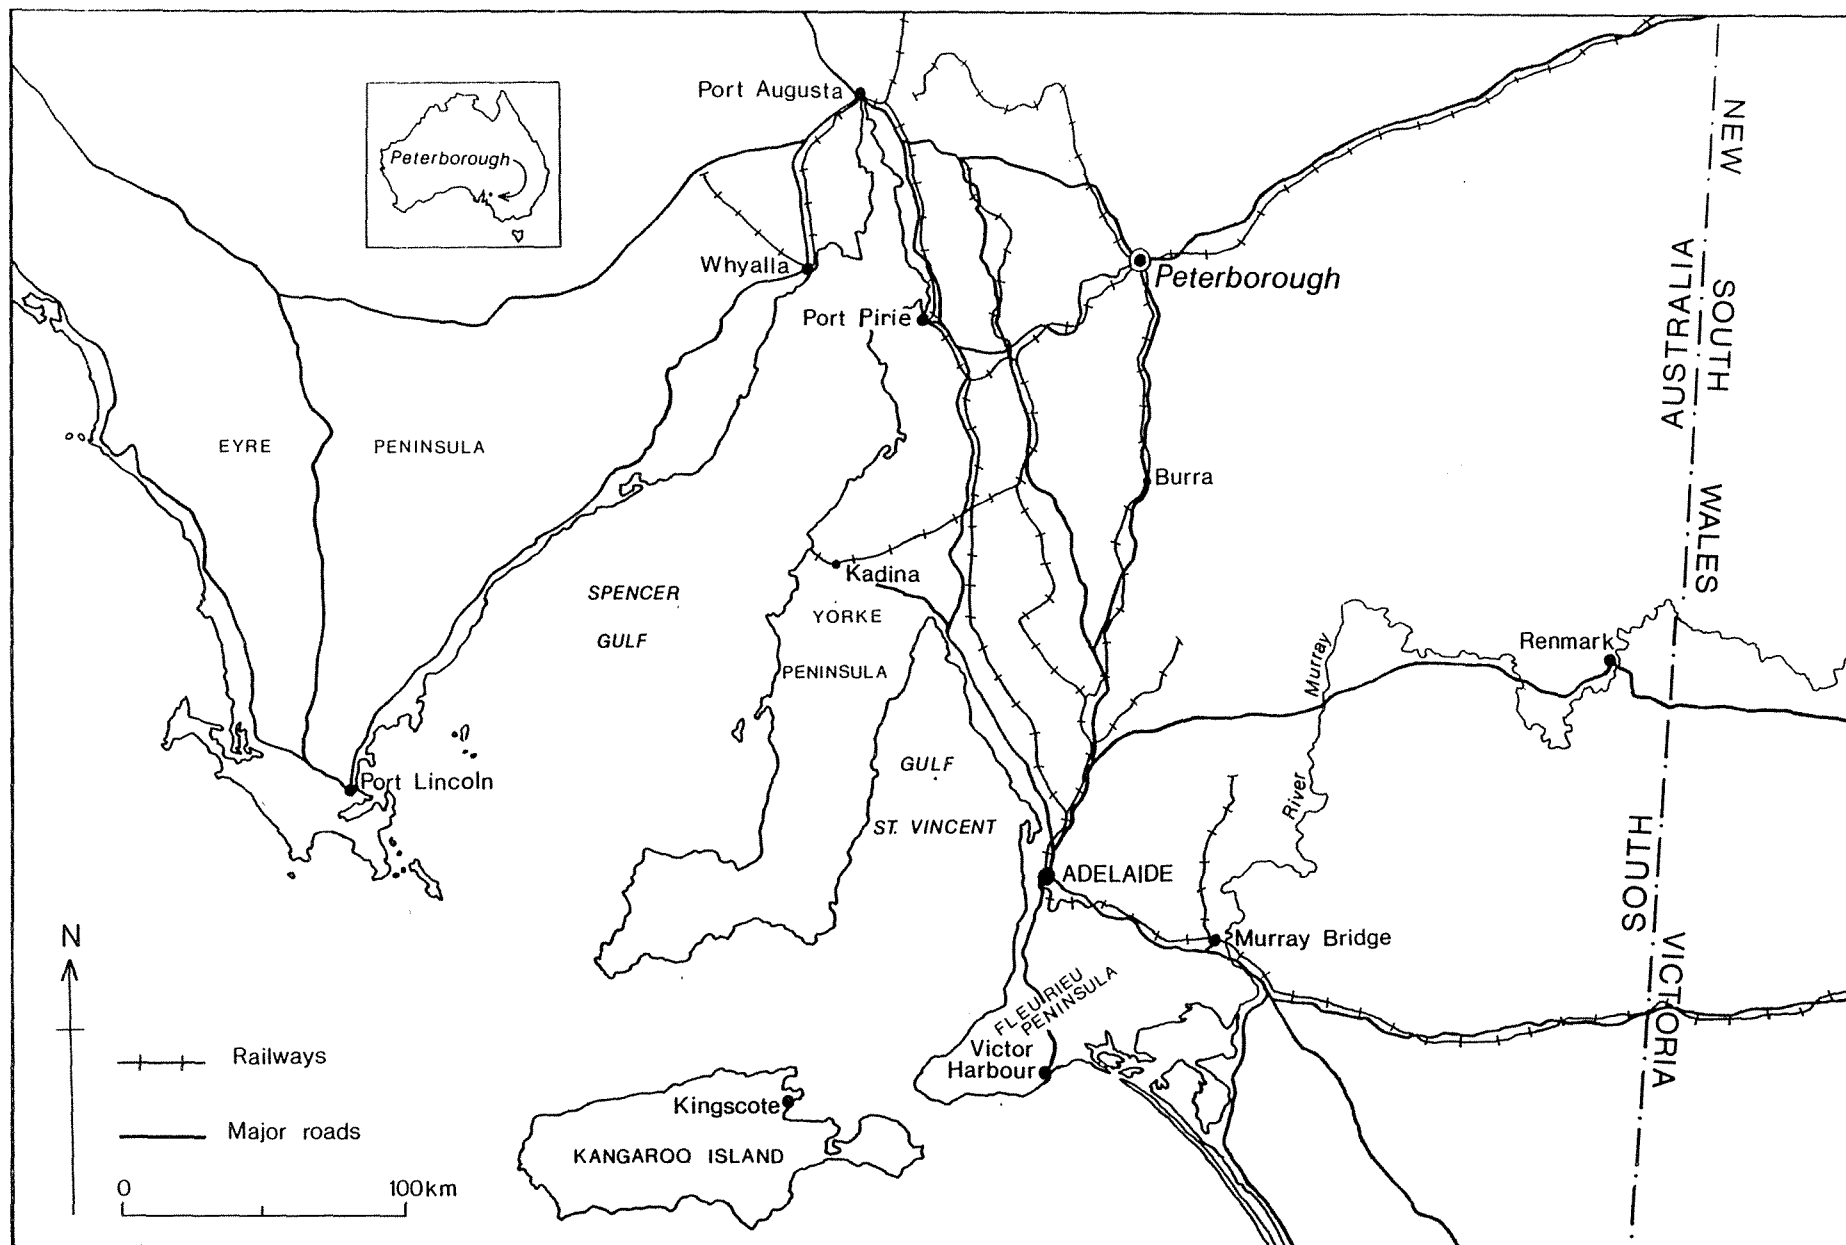 Port Augusta
Peterborough
NEW
SOUTH
WALES
Whyalla
Peterborough
Port Pirie
AUSTRALIA
SOUTH
EYRE
PENINSULA
Burra
Kadina
SPENCER
GULF
YORKE
PENINSULA
Renmark
Murray
River
Port Lincoln
GULF
ST. VINCENT
ADELAIDE
Murray Bridge
VICTORIA
FLEURIEU
PENINSULA
Victor
Harbour
Kingscote
KANGAROO ISLAND
N
Railways
Major roads
0
100km